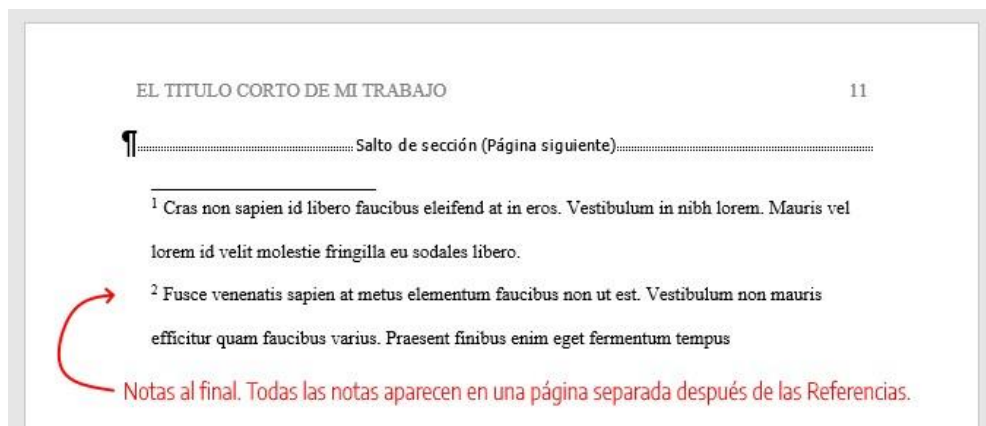 EL TITULO CORTO DE MI TRABAJO 11
¶ Salto de sección (Página siguiente)
1 Cras non sapien id libero faucibus eleifend at in eros. Vestibulum in nibh lorem. Mauris vel
lorem id velit molestie fringilla eu sodales libero.
2 Fusce venenatis sapien at metus elementum faucibus non ut est. Vestibulum non mauris
efficitur quam faucibus varius. Praesent finibus enim eget fermentum tempus
Notas al final. Todas las notas aparecen en una página separada después de las Referencias.